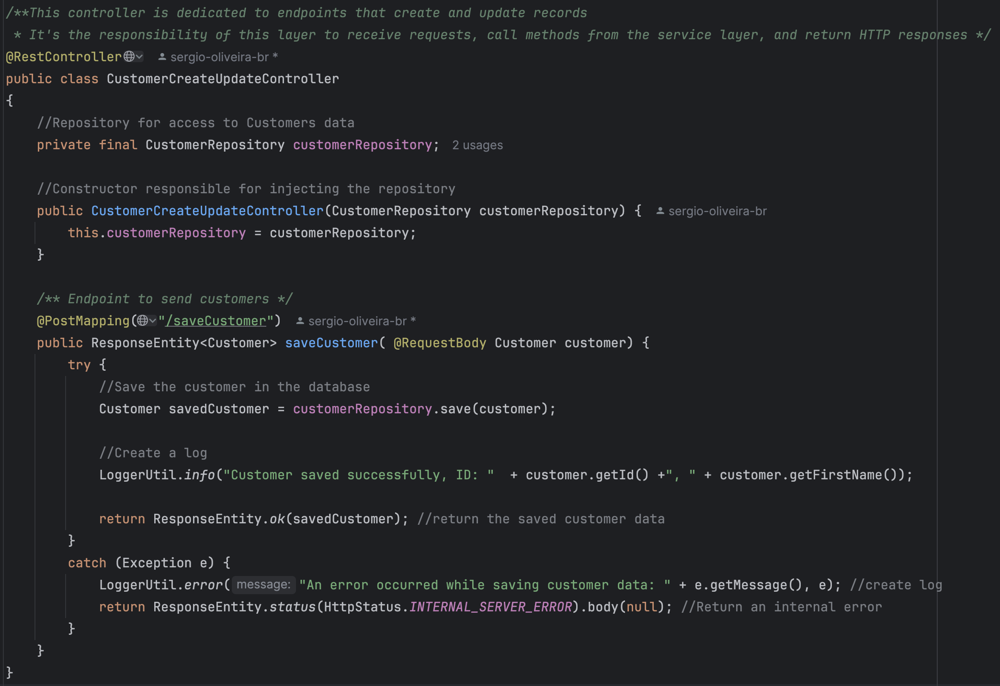 /**This controller is dedicated to endpoints that create and update records
 * It's the responsibility of this layer to receive requests, call methods from the service layer, and return HTTP responses */
@RestController sergio-oliveira-br *
public class CustomerCreateUpdateController
{
    //Repository for access to Customers data
    private final CustomerRepository customerRepository; 2 usages
    //Constructor responsible for injecting the repository
    public CustomerCreateUpdateController(CustomerRepository customerRepository) { sergio-oliveira-br
        this.customerRepository = customerRepository;
    }
    /** Endpoint to send customers */
    @PostMapping("/saveCustomer") sergio-oliveira-br *
    public ResponseEntity<Customer> saveCustomer( @RequestBody Customer customer) {
        try {
            //Save the customer in the database
            Customer savedCustomer = customerRepository.save(customer);
            //Create a log
            LoggerUtil.info("Customer saved successfully, ID: "  + customer.getId() +", " + customer.getFirstName());
            return ResponseEntity.ok(savedCustomer); //return the saved customer data
        }
        catch (Exception e) {
            LoggerUtil.error( message: "An error occurred while saving customer data: " + e.getMessage(), e); //create log
            return ResponseEntity.status(HttpStatus.INTERNAL_SERVER_ERROR).body(null); //Return an internal error
        }
    }
}